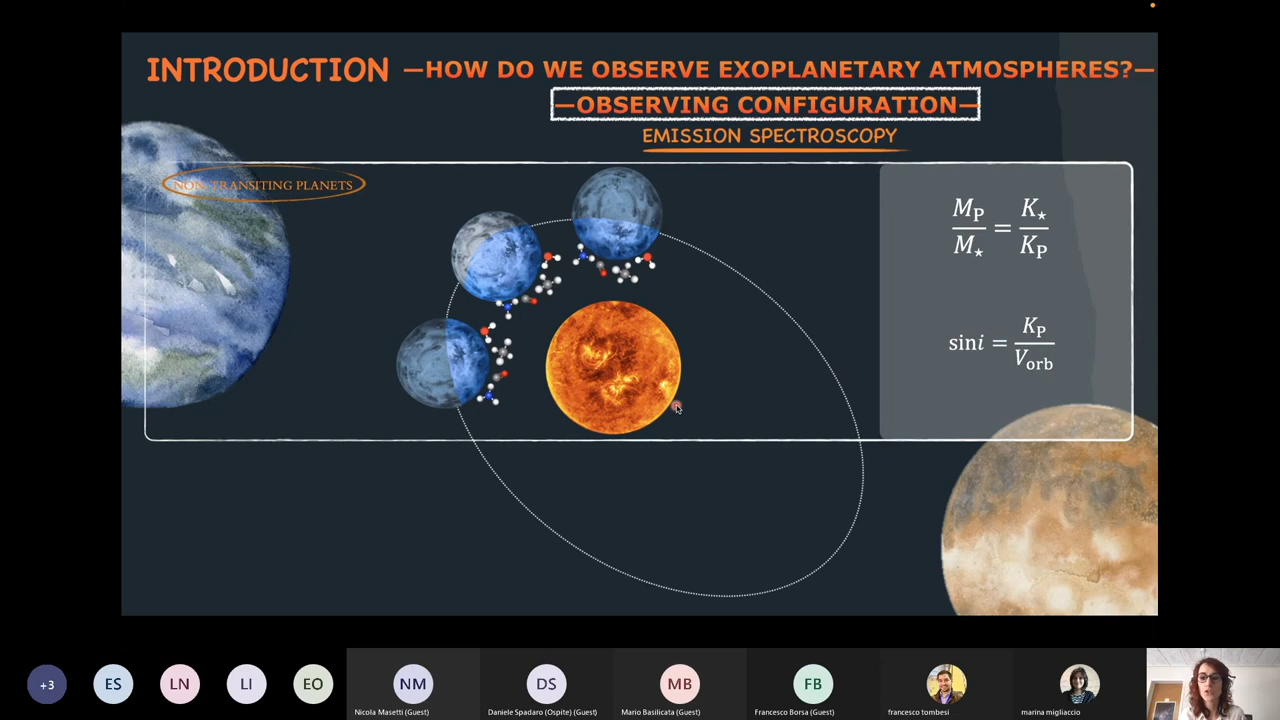 INTRODUCTION —HOW DO WE OBSERVE EXOPLANETARY ATMOSPHERES?—
—OBSERVING CONFIGURATION—
EMISSION SPECTROSCOPY
NON-TRANSITING PLANETS
M_P/M_⋆ = K_⋆/K_P
sini = K_P/V_orb
+3 ES LN LI EO NM DS MB FB
Nicola Masetti (Guest) Daniele Spadaro (Ospite) (Guest) Mario Basilicata (Guest) Francesco Borsa (Guest) francesco tombesi marina migliaccio